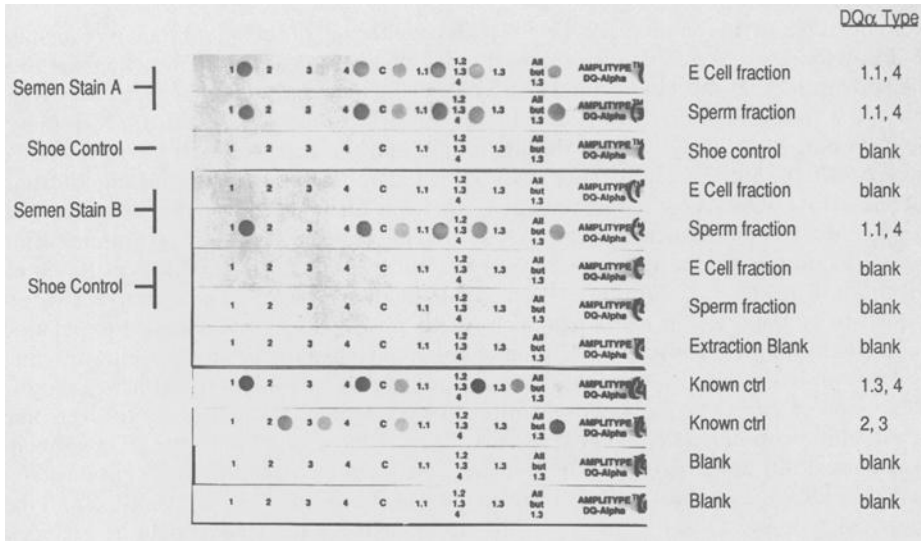 DQα Type
Semen Stain A
1 2 3 4 C 1.1 1.2 1.3 4 1.3 All but 1.3 AMPLITYPE™ DQ-Alpha E Cell fraction 1.1, 4
1 2 3 4 C 1.1 1.2 1.3 4 1.3 All but 1.3 AMPLITYPE™ DQ-Alpha Sperm fraction 1.1, 4
Shoe Control 1 2 3 4 C 1.1 1.2 1.3 4 1.3 All but 1.3 AMPLITYPE™ DQ-Alpha Shoe control blank
Semen Stain B
1 2 3 4 C 1.1 1.2 1.3 4 1.3 All but 1.3 AMPLITYPE DQ-Alpha E Cell fraction blank
1 2 3 4 C 1.1 1.2 1.3 4 1.3 All but 1.3 AMPLITYPE DQ-Alpha Sperm fraction 1.1, 4
Shoe Control
1 2 3 4 C 1.1 1.2 1.3 4 1.3 All but 1.3 AMPLITYPE DQ-Alpha E Cell fraction blank
1 2 3 4 C 1.1 1.2 1.3 4 1.3 All but 1.3 AMPLITYPE DQ-Alpha Sperm fraction blank
1 2 3 4 C 1.1 1.2 1.3 4 1.3 All but 1.3 AMPLITYPE DQ-Alpha Extraction Blank blank
1 2 3 4 C 1.1 1.2 1.3 4 1.3 All but 1.3 AMPLITYPE DQ-Alpha Known ctrl 1.3, 4
1 2 3 4 C 1.1 1.2 1.3 4 1.3 All but 1.3 AMPLITYPE DQ-Alpha Known ctrl 2, 3
1 2 3 4 C 1.1 1.2 1.3 4 1.3 All but 1.3 AMPLITYPE DQ-Alpha Blank blank
1 2 3 4 C 1.1 1.2 1.3 4 1.3 All but 1.3 AMPLITYPE DQ-Alpha Blank blank